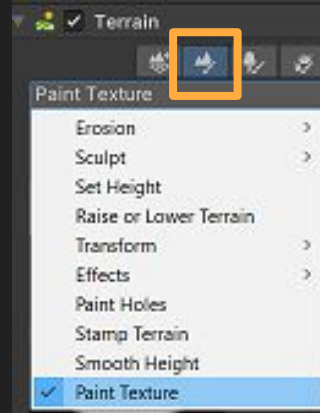 Terrain
Paint Texture
Erosion
Sculpt
Set Height
Raise or Lower Terrain
Transform
Effects
Paint Holes
Stamp Terrain
Smooth Height
Paint Texture